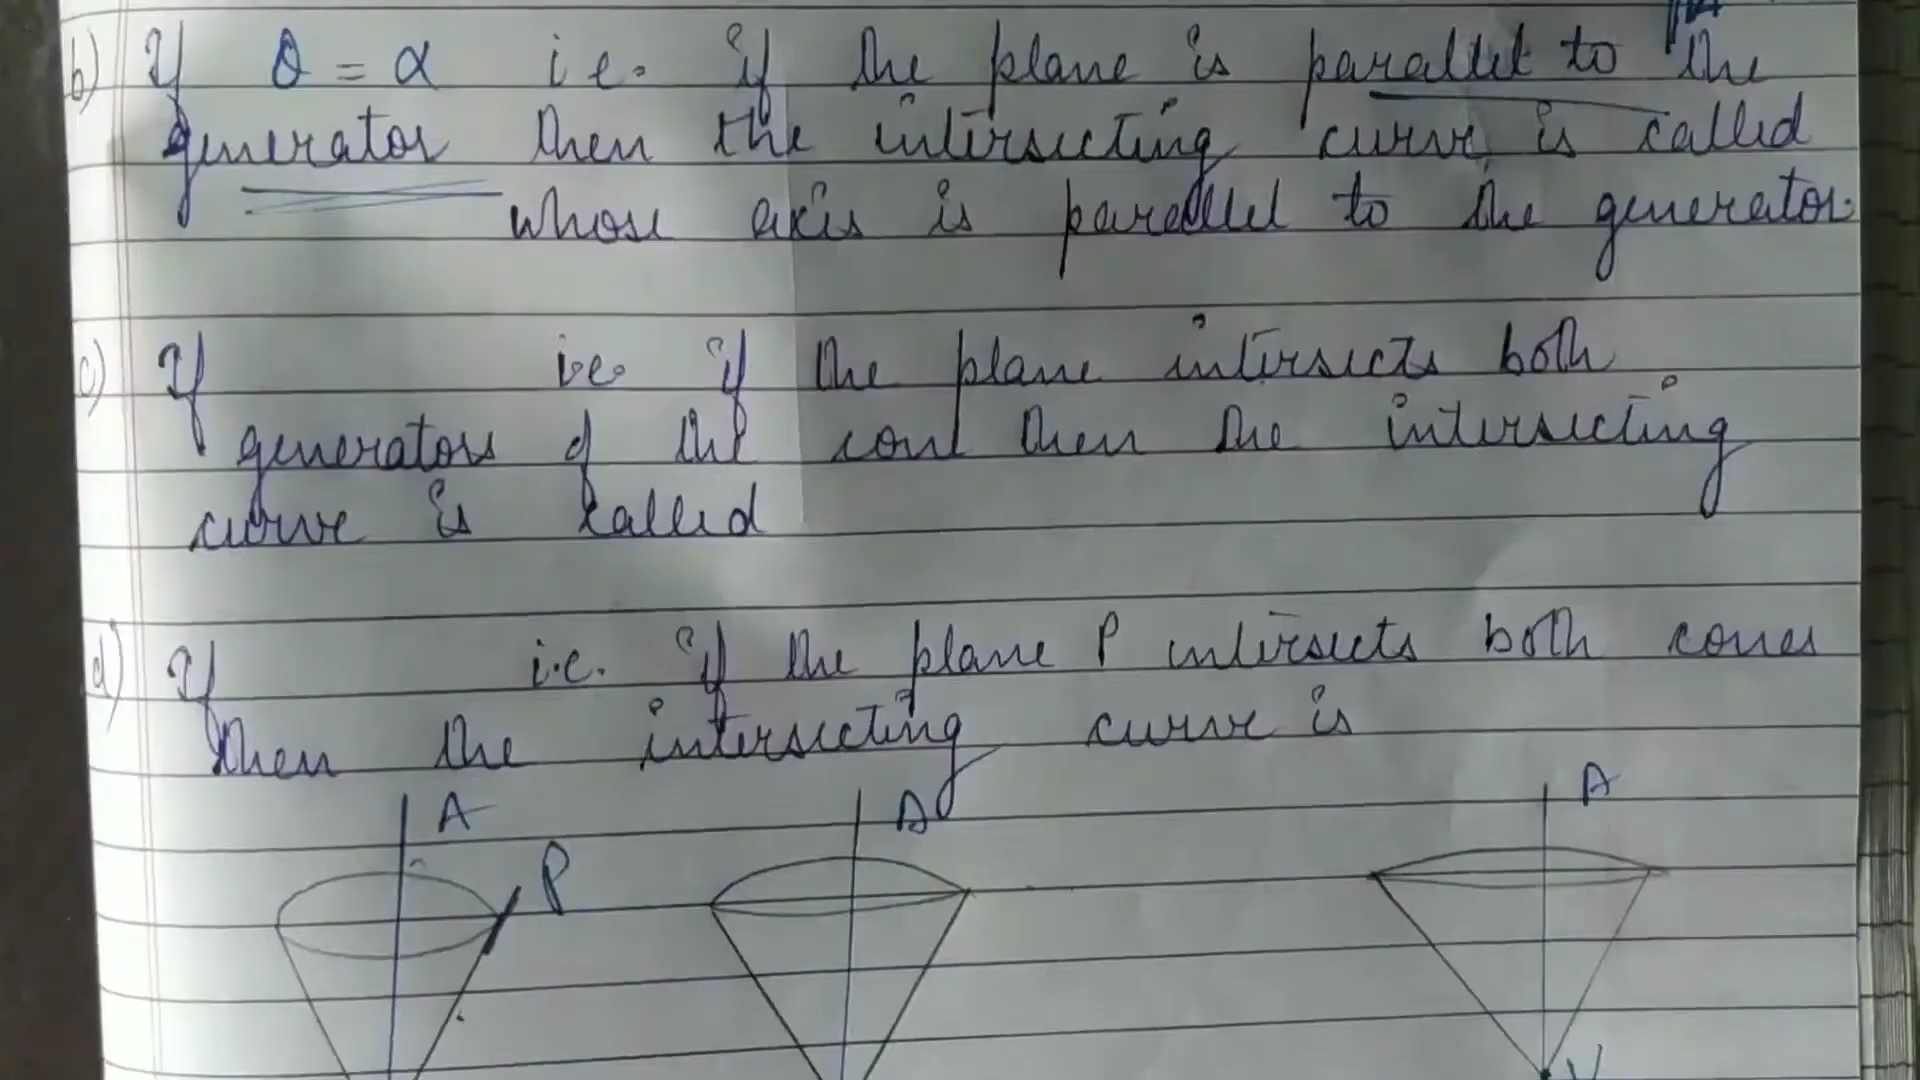 b) If θ = α i.e. if the plane is parallel to the
generator then the intersecting curve is called
whose axis is parallel to the generator.
c) If i.e. if the plane intersects both
generators of the cone then the intersecting
curve is called
d) If i.e. if the plane P intersects both cones
then the intersecting curve is
A
P
A
A
V